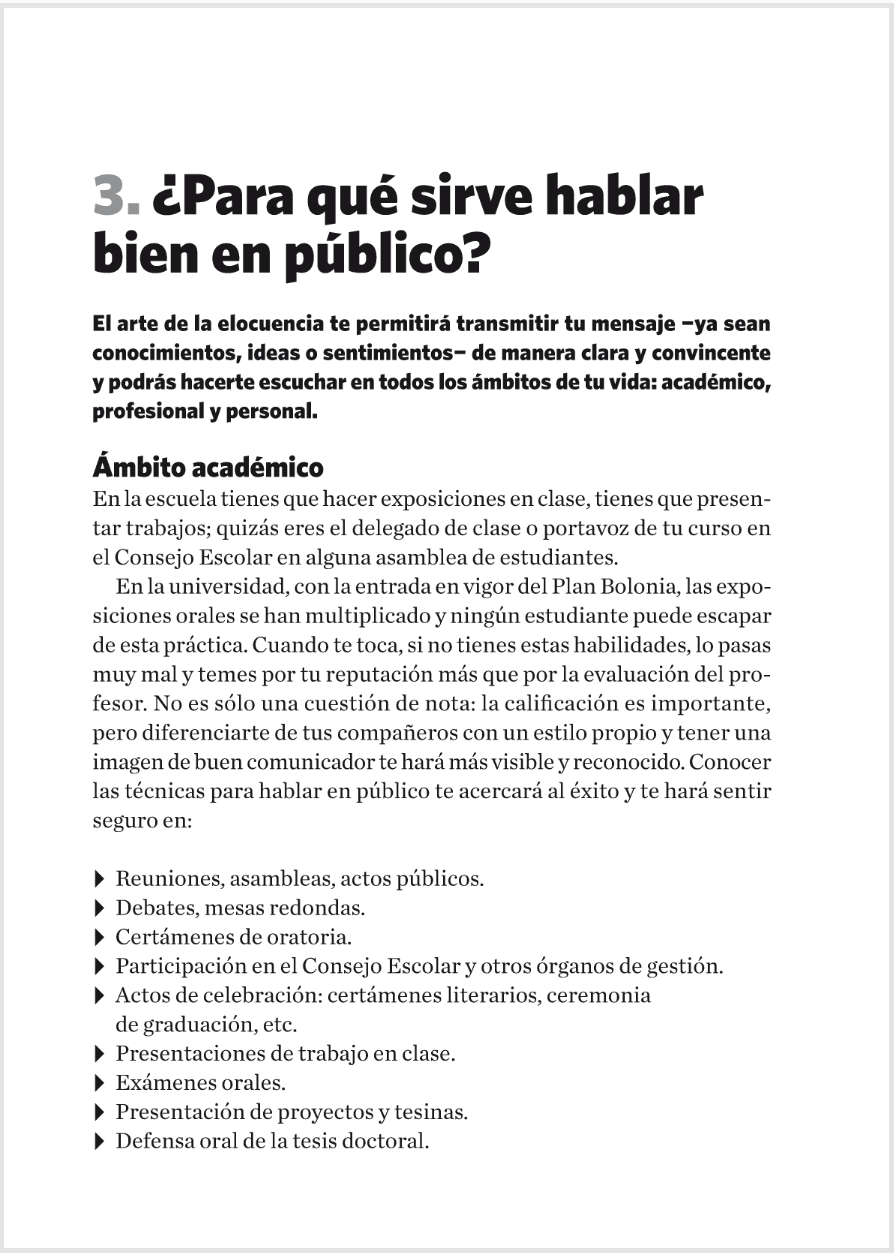 3. ¿Para qué sirve hablar
bien en público?
El arte de la elocuencia te permitirá transmitir tu mensaje –ya sean
conocimientos, ideas o sentimientos– de manera clara y convincente
y podrás hacerte escuchar en todos los ámbitos de tu vida: académico,
profesional y personal.
Ámbito académico
En la escuela tienes que hacer exposiciones en clase, tienes que presen-
tar trabajos; quizás eres el delegado de clase o portavoz de tu curso en
el Consejo Escolar en alguna asamblea de estudiantes.
En la universidad, con la entrada en vigor del Plan Bolonia, las expo-
siciones orales se han multiplicado y ningún estudiante puede escapar
de esta práctica. Cuando te toca, si no tienes estas habilidades, lo pasas
muy mal y temes por tu reputación más que por la evaluación del pro-
fesor. No es sólo una cuestión de nota: la calificación es importante,
pero diferenciarte de tus compañeros con un estilo propio y tener una
imagen de buen comunicador te hará más visible y reconocido. Conocer
las técnicas para hablar en público te acercará al éxito y te hará sentir
seguro en:
Reuniones, asambleas, actos públicos.
Debates, mesas redondas.
Certámenes de oratoria.
Participación en el Consejo Escolar y otros órganos de gestión.
Actos de celebración: certámenes literarios, ceremonia
de graduación, etc.
Presentaciones de trabajo en clase.
Exámenes orales.
Presentación de proyectos y tesinas.
Defensa oral de la tesis doctoral.